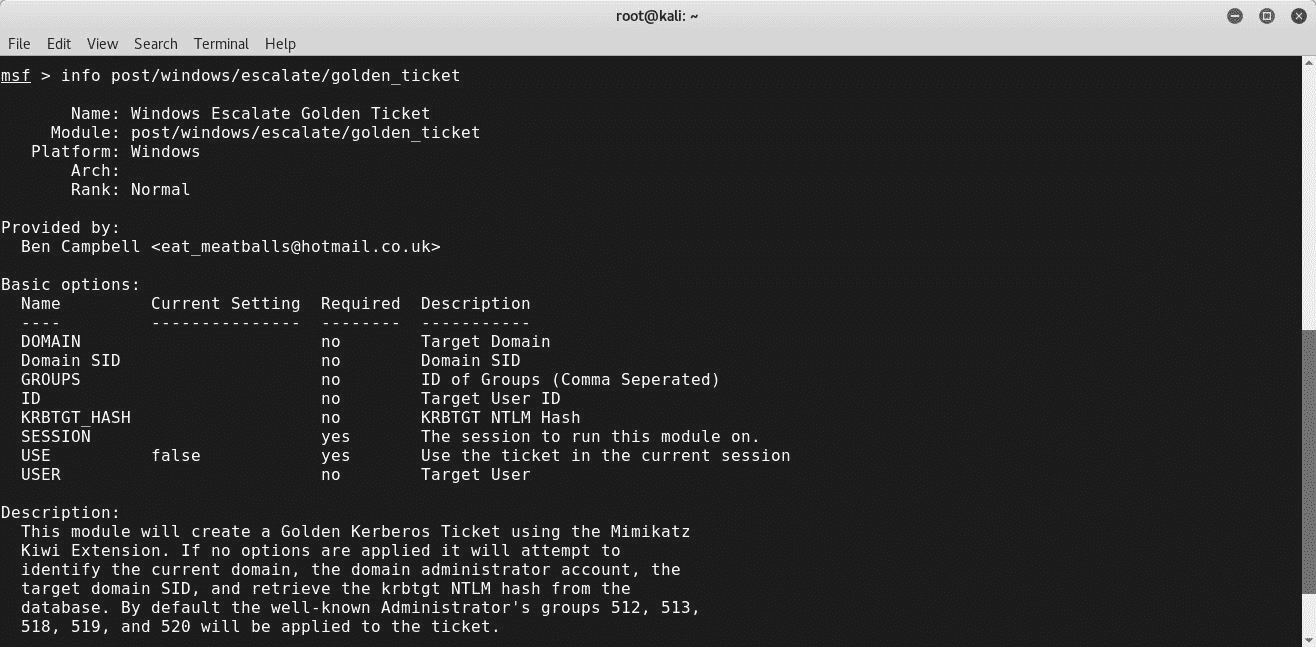 root@kali: ~
File Edit View Search Terminal Help
msf > info post/windows/escalate/golden_ticket
Name: Windows Escalate Golden Ticket
Module: post/windows/escalate/golden_ticket
Platform: Windows
Arch:
Rank: Normal
Provided by:
Ben Campbell <eat_meatballs@hotmail.co.uk>
Basic options:
Name Current Setting Required Description
---- --------------- -------- -----------
DOMAIN no Target Domain
Domain SID no Domain SID
GROUPS no ID of Groups (Comma Seperated)
ID no Target User ID
KRBTGT_HASH no KRBTGT NTLM Hash
SESSION yes The session to run this module on.
USE false yes Use the ticket in the current session
USER no Target User
Description:
This module will create a Golden Kerberos Ticket using the Mimikatz
Kiwi Extension. If no options are applied it will attempt to
identify the current domain, the domain administrator account, the
target domain SID, and retrieve the krbtgt NTLM hash from the
database. By default the well-known Administrator's groups 512, 513,
518, 519, and 520 will be applied to the ticket.